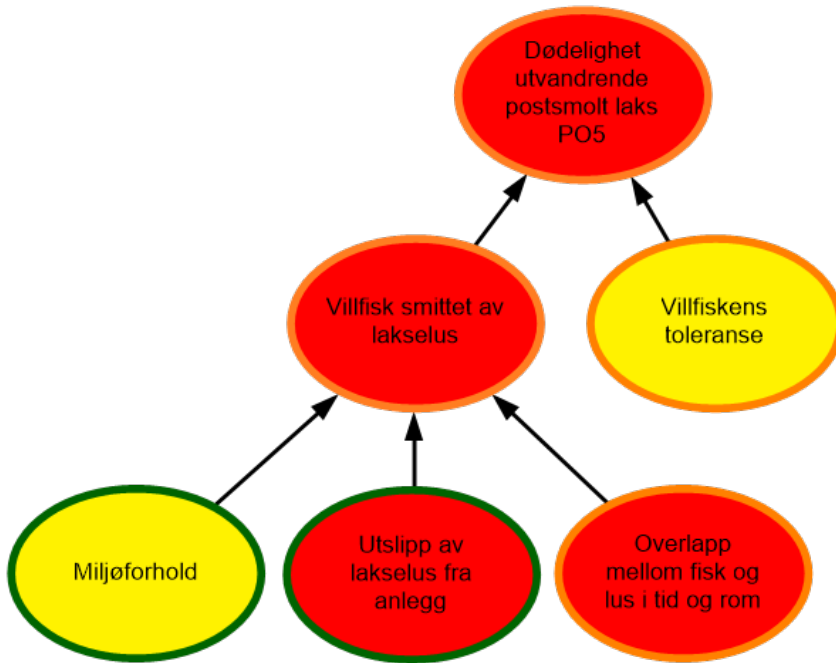 Dødelighet
utvandrende
postsmolt laks
PO5
Villfisk smittet av
lakselus
Villfiskens
toleranse
Miljøforhold
Utslipp av
lakselus fra
anlegg
Overlapp
mellom fisk og
lus i tid og rom